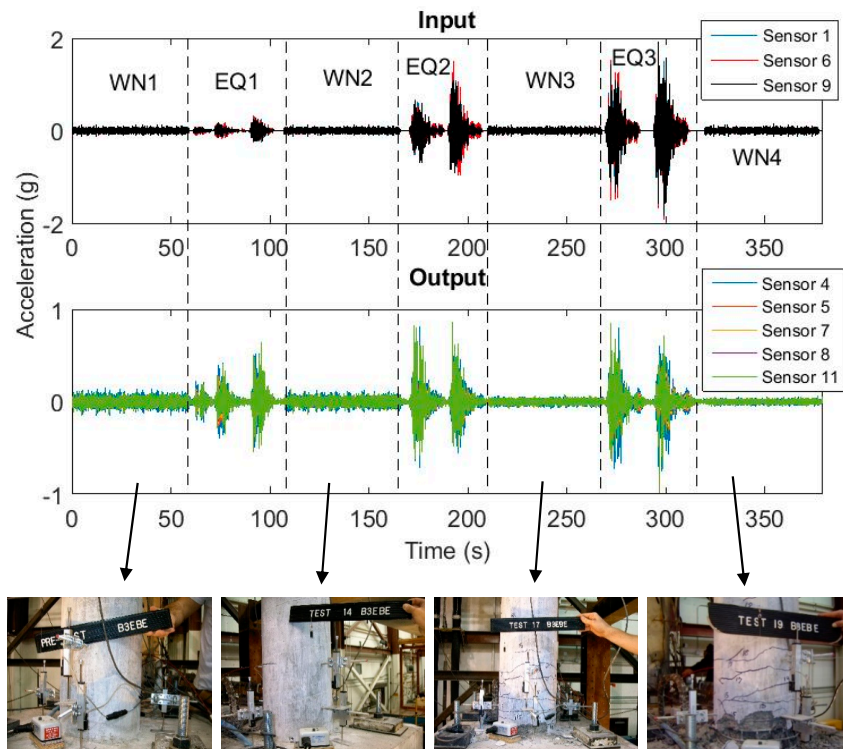 Input
2
0
-2
WN1
EQ1
WN2
EQ2
WN3
EQ3
WN4
Sensor 1
Sensor 6
Sensor 9
0 50 100 150 200 250 300 350
Acceleration (g)
Output
1
0
-1
Sensor 4
Sensor 5
Sensor 7
Sensor 8
Sensor 11
0 50 100 150 200 250 300 350
Time (s)
B3EBE
TEST 14 B3EBE
TEST 17 B3EBE
TEST 19 B3EBE